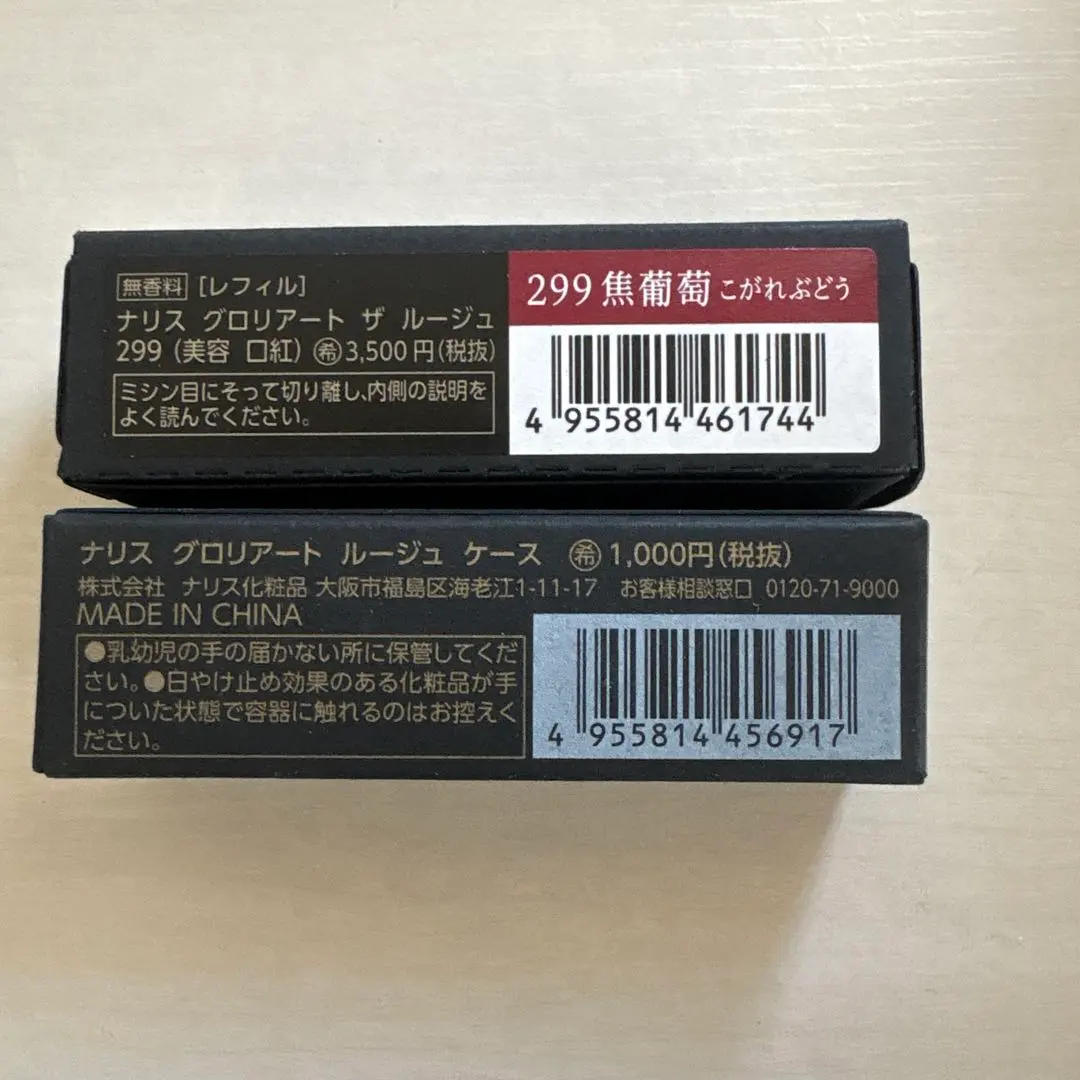 無香料 [レフィル]
ナリス グロリアート ザ ルージュ
299 (美容 口紅) ㊕3,500円(税抜)
ミシン目にそって切り離し、内側の説明を
よく読んでください。
299 焦葡萄 こがれぶどう
4 955814 461744
ナリス グロリアート ルージュ ケース 希 1,000円(税抜)
株式会社 ナリス化粧品 大阪市福島区海老江1-11-17 お客様相談窓口 0120-71-9000
MADE IN CHINA
●乳幼児の手の届かない所に保管してくだ
さい。●日やけ止め効果のある化粧品が手
についた状態で容器に触れるのはお控えく
ださい。
4 955814 456917